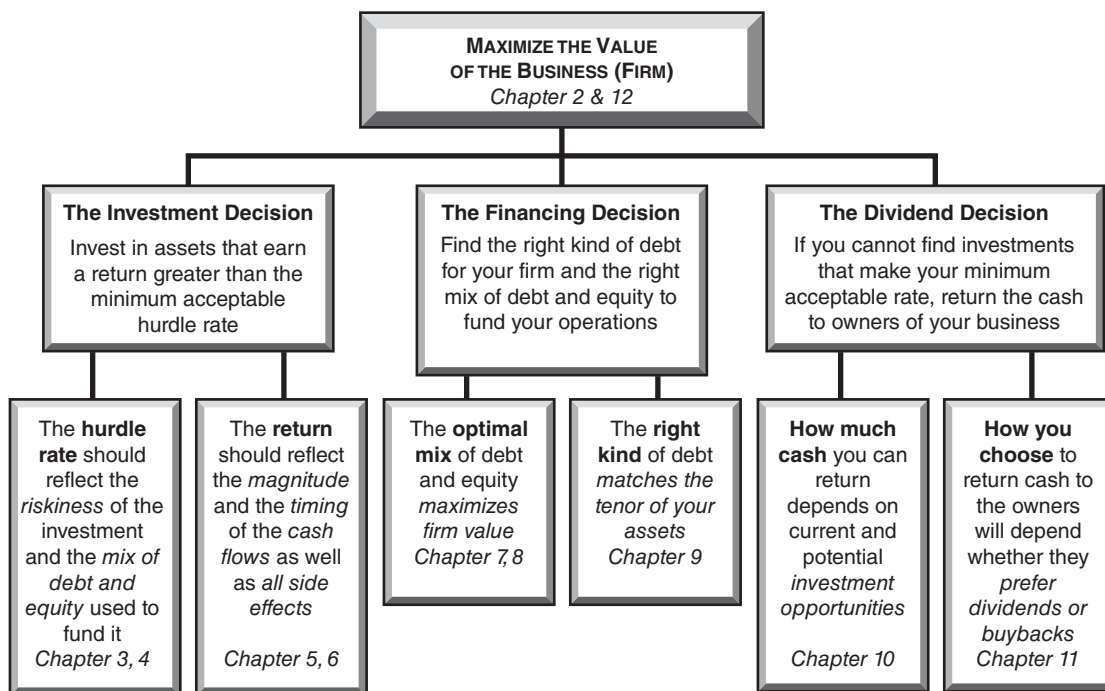 MAXIMIZE THE VALUE
OF THE BUSINESS (FIRM)
Chapter 2 & 12
The Investment Decision
Invest in assets that earn
a return greater than the
minimum acceptable
hurdle rate
The Financing Decision
Find the right kind of debt
for your firm and the right
mix of debt and equity to
fund your operations
The Dividend Decision
If you cannot find investments
that make your minimum
acceptable rate, return the cash
to owners of your business
The hurdle
rate should
reflect the
riskiness of the
investment
and the mix of
debt and
equity used to
fund it
Chapter 3, 4
The return
should reflect
the magnitude
and the timing
of the cash
flows as well
as all side
effects
Chapter 5, 6
The optimal
mix of debt
and equity
maximizes
firm value
Chapter 7, 8
The right
kind of debt
matches the
tenor of your
assets
Chapter 9
How much
cash you can
return
depends on
current and
potential
investment
opportunities
Chapter 10
How you
choose to
return cash to
the owners
will depend
whether they
prefer
dividends or
buybacks
Chapter 11